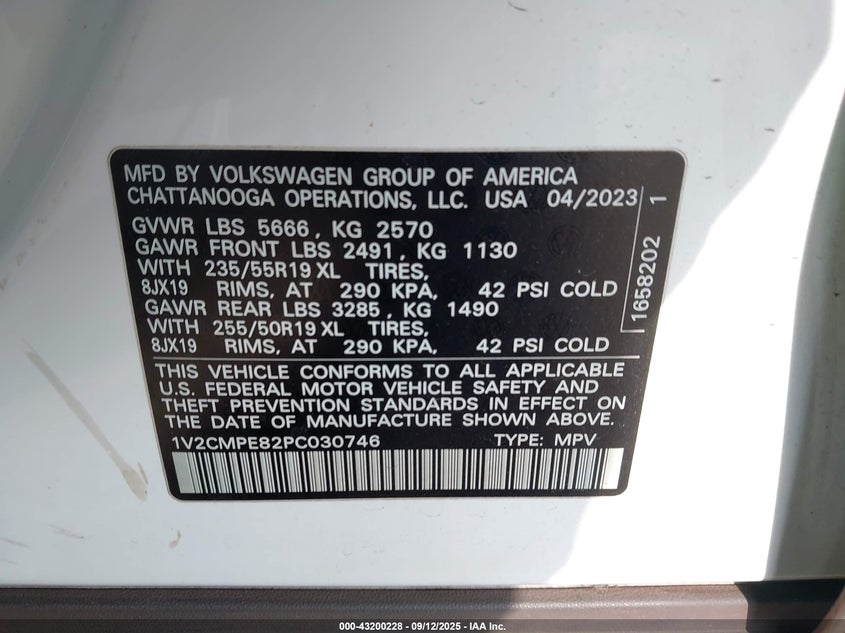 MFD BY VOLKSWAGEN GROUP OF AMERICA
CHATTANOOGA OPERATIONS, LLC. USA 04/2023
GVWR LBS 5666, KG 2570
GAWR FRONT LBS 2491, KG 1130
WITH 235/55R19 XL TIRES,
8JX19 RIMS, AT 290 KPA, 42 PSI COLD
GAWR REAR LBS 3285, KG 1490
WITH 255/50R19 XL TIRES,
8JX19 RIMS, AT 290 KPA, 42 PSI COLD
1658202 1
THIS VEHICLE CONFORMS TO ALL APPLICABLE
U.S. FEDERAL MOTOR VEHICLE SAFETY AND
THEFT PREVENTION STANDARDS IN EFFECT ON
THE DATE OF MANUFACTURE SHOWN ABOVE.
1V2CMPE82PC030746 TYPE: MPV
000-43200228 - 09/12/2025 - IAA Inc.